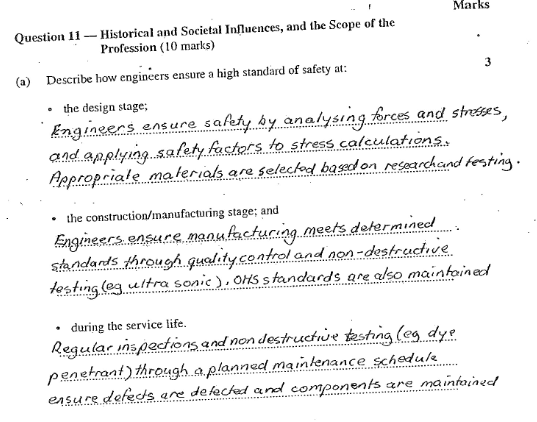 Marks
Question 11 — Historical and Societal Influences, and the Scope of the
Profession (10 marks)
(a) Describe how engineers ensure a high standard of safety at:
3
• the design stage;
Engineers ensure safety by analysing forces and stresses,
and applying safety factors to stress calculations.
Appropriate materials are selected based on research and testing.
• the construction/manufacturing stage; and
Engineers ensure manufacturing meets determined
standards through quality control and non-destructive
testing (eg ultra sonic). OHS standards are also maintained
• during the service life.
Regular inspections and non destructive testing (eg dye
penetrant) through a planned maintenance schedule
ensure defects are detected and components are maintained